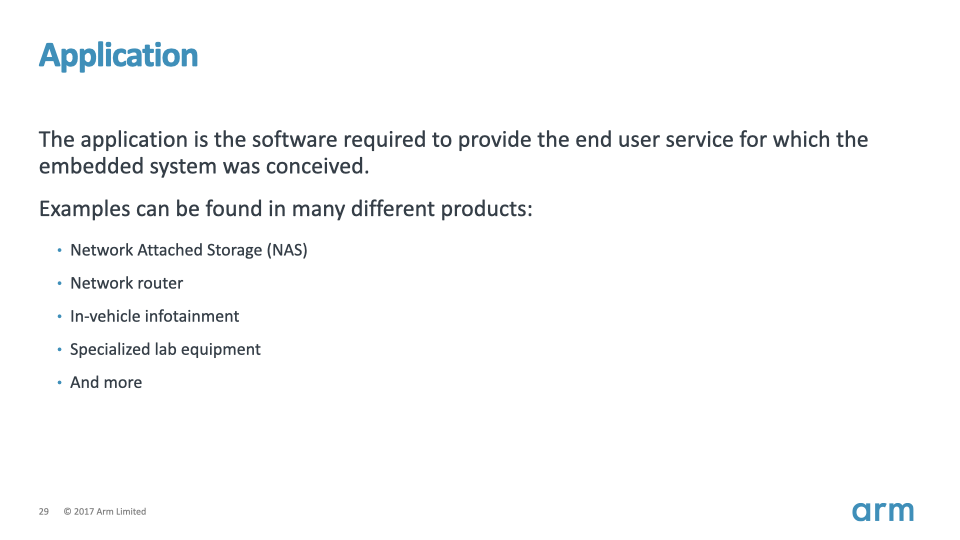 Application
The application is the software required to provide the end user service for which the
embedded system was conceived.
Examples can be found in many different products:
• Network Attached Storage (NAS)
• Network router
• In-vehicle infotainment
• Specialized lab equipment
• And more
29 © 2017 Arm Limited
arm